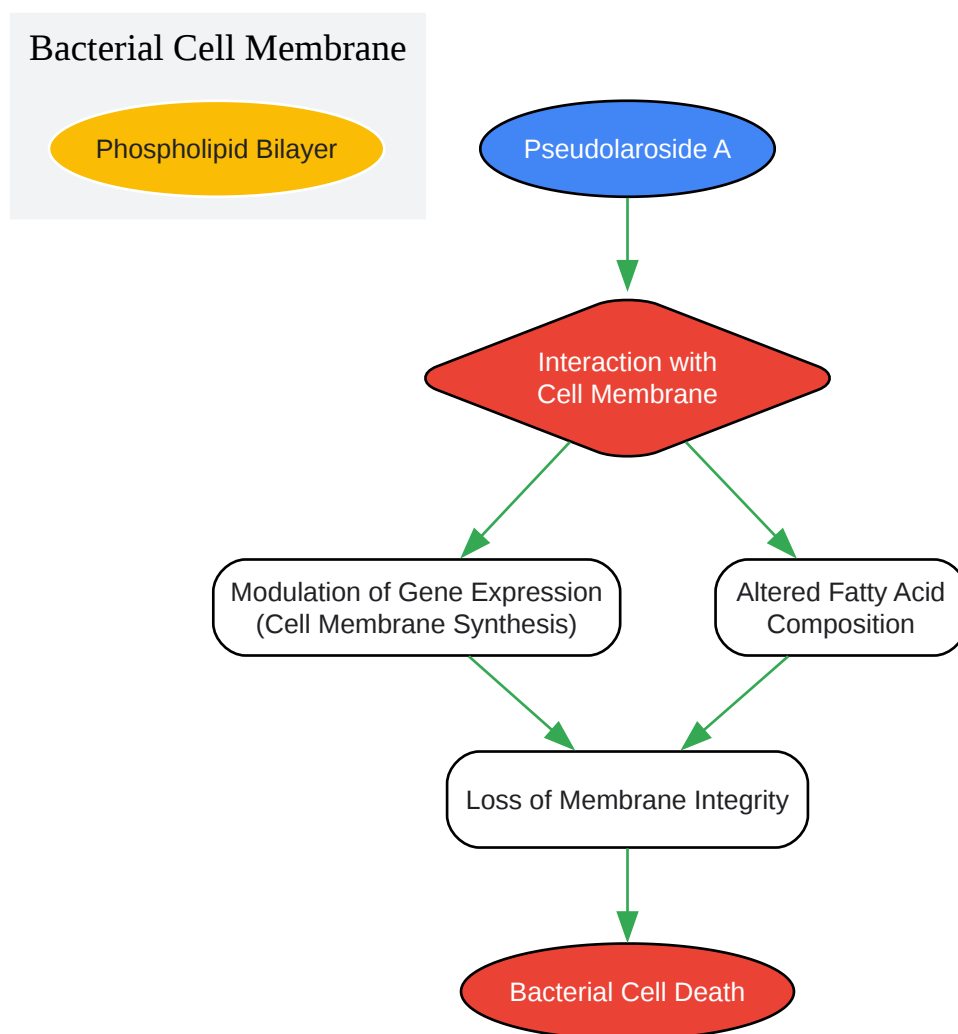 Bacterial Cell Membrane
Phospholipid Bilayer
Pseudolaroside A
Interaction with
Cell Membrane
Modulation of Gene Expression
(Cell Membrane Synthesis)
Altered Fatty Acid
Composition
Loss of Membrane Integrity
Bacterial Cell Death